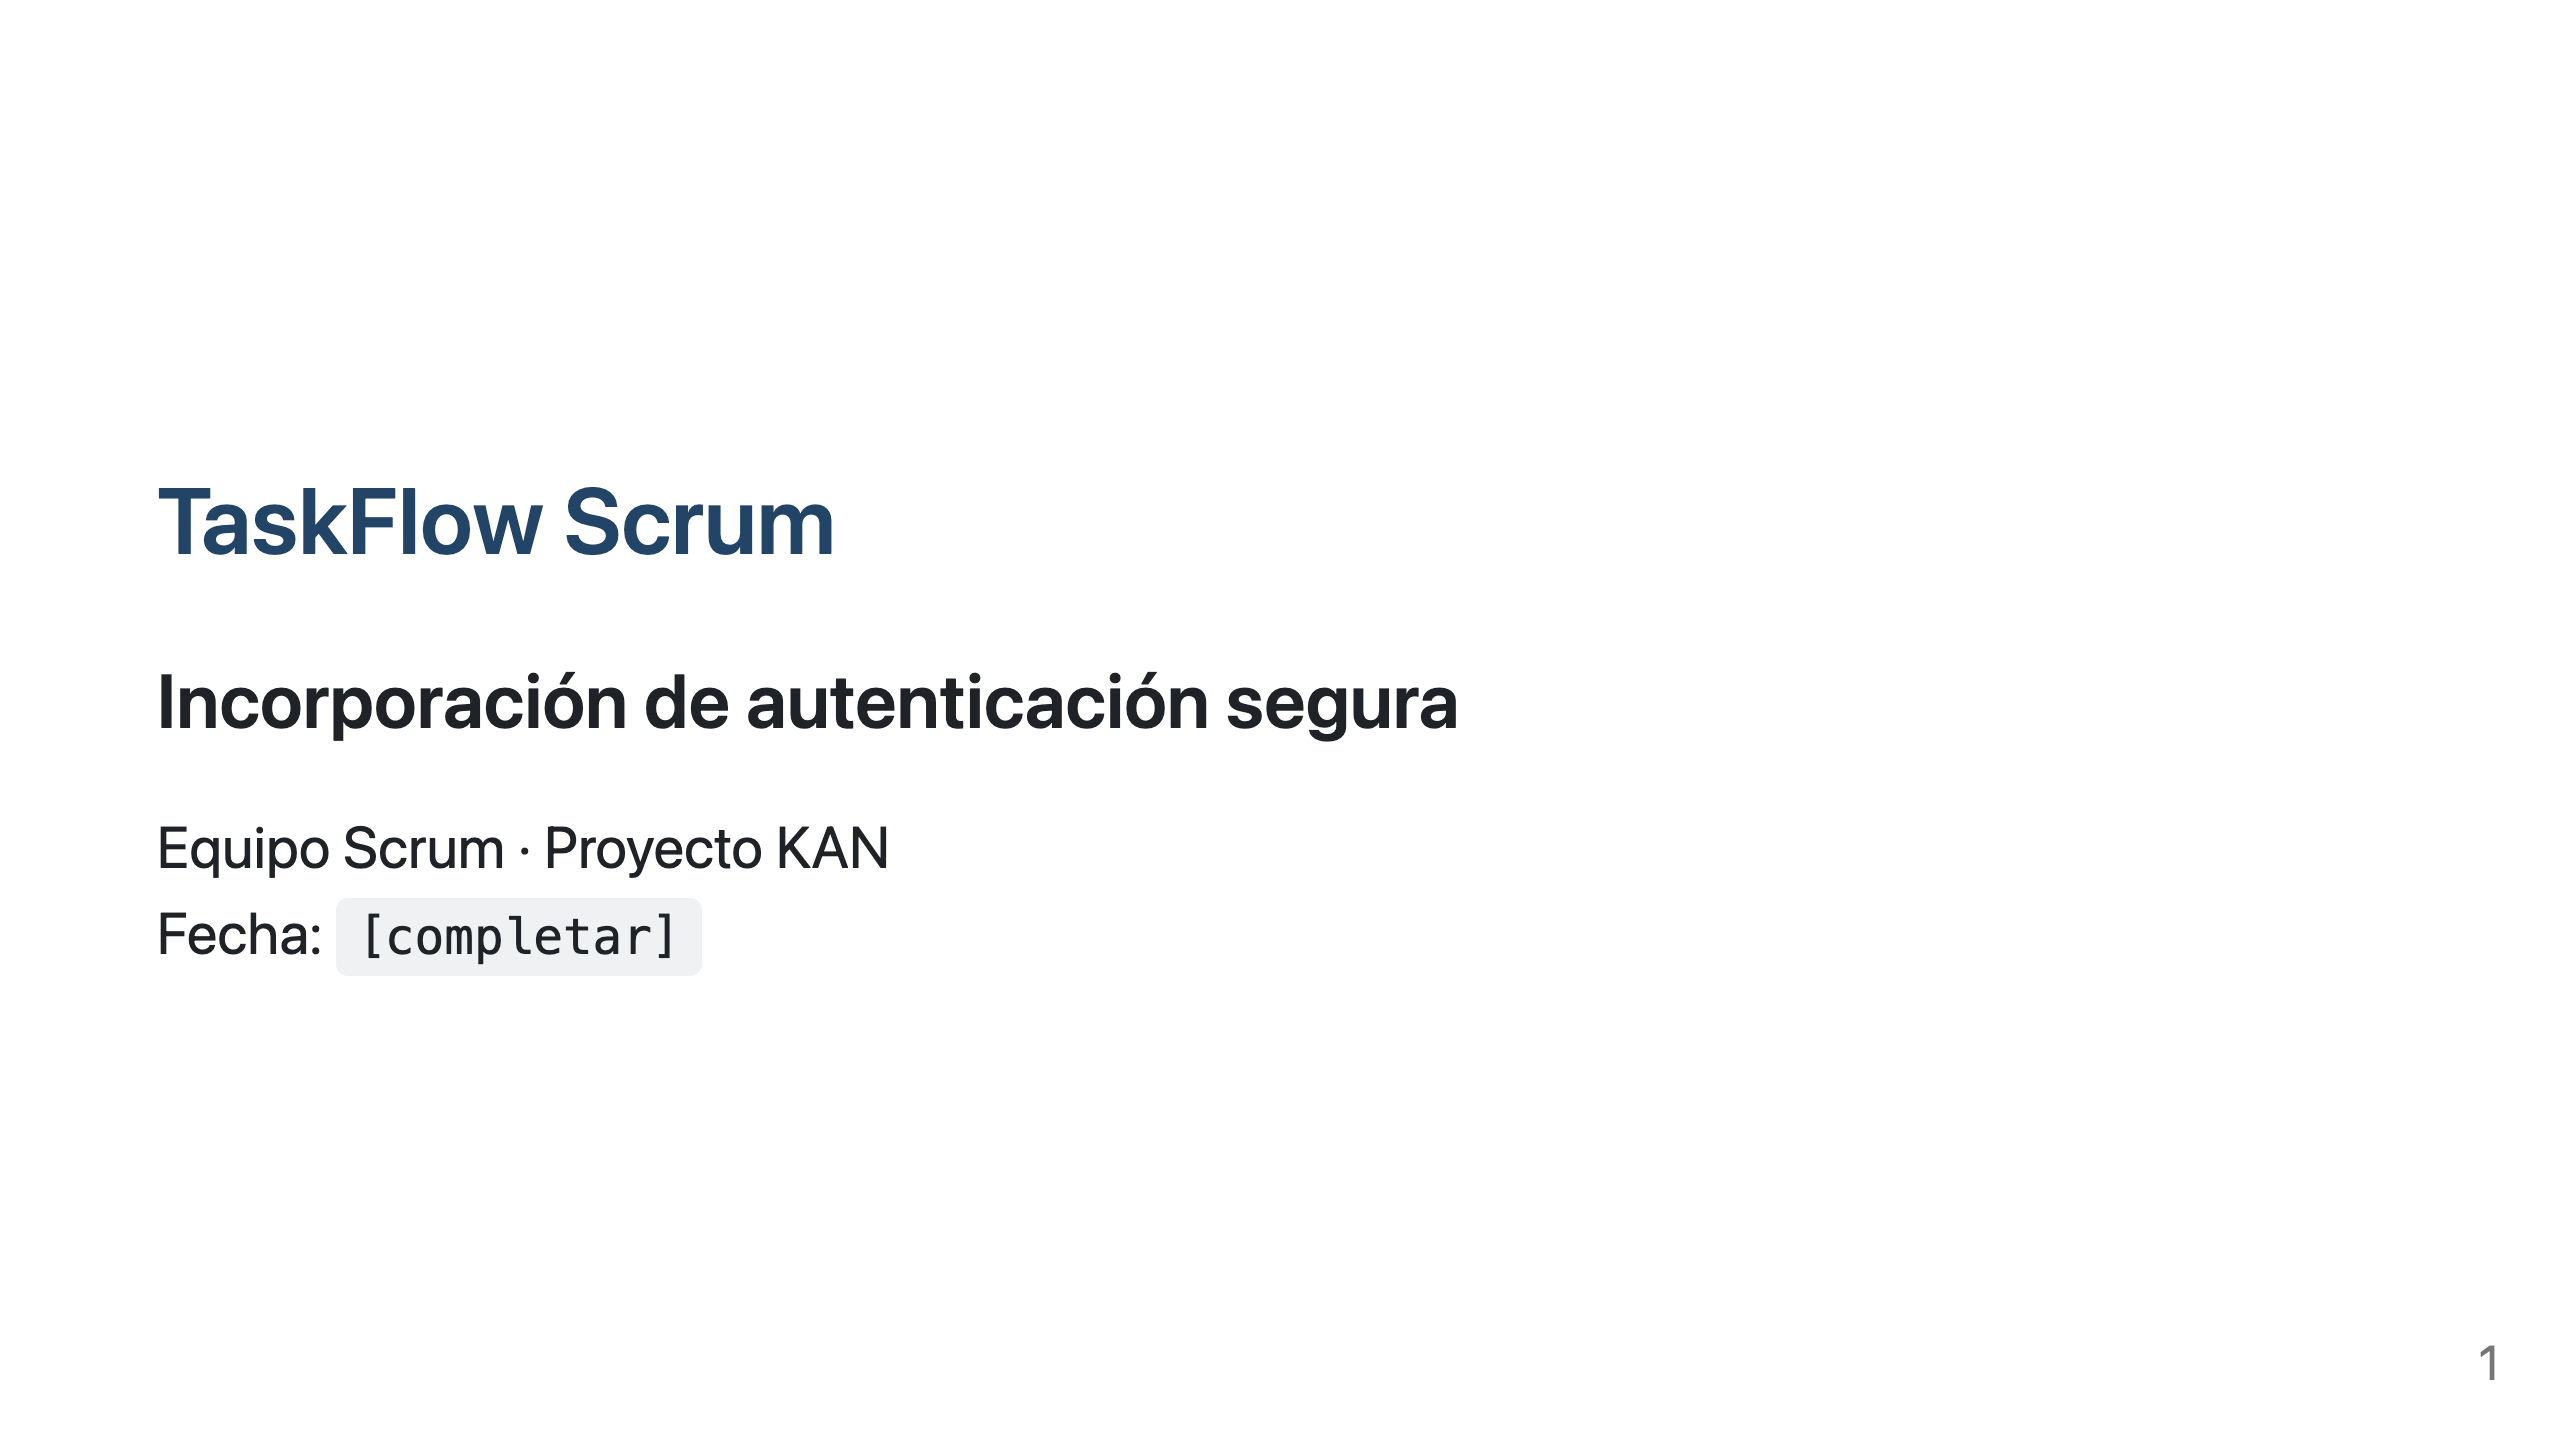 TaskFlow Scrum
Incorporación de autenticación segura
Equipo Scrum · Proyecto KAN
Fecha: [completar]
1